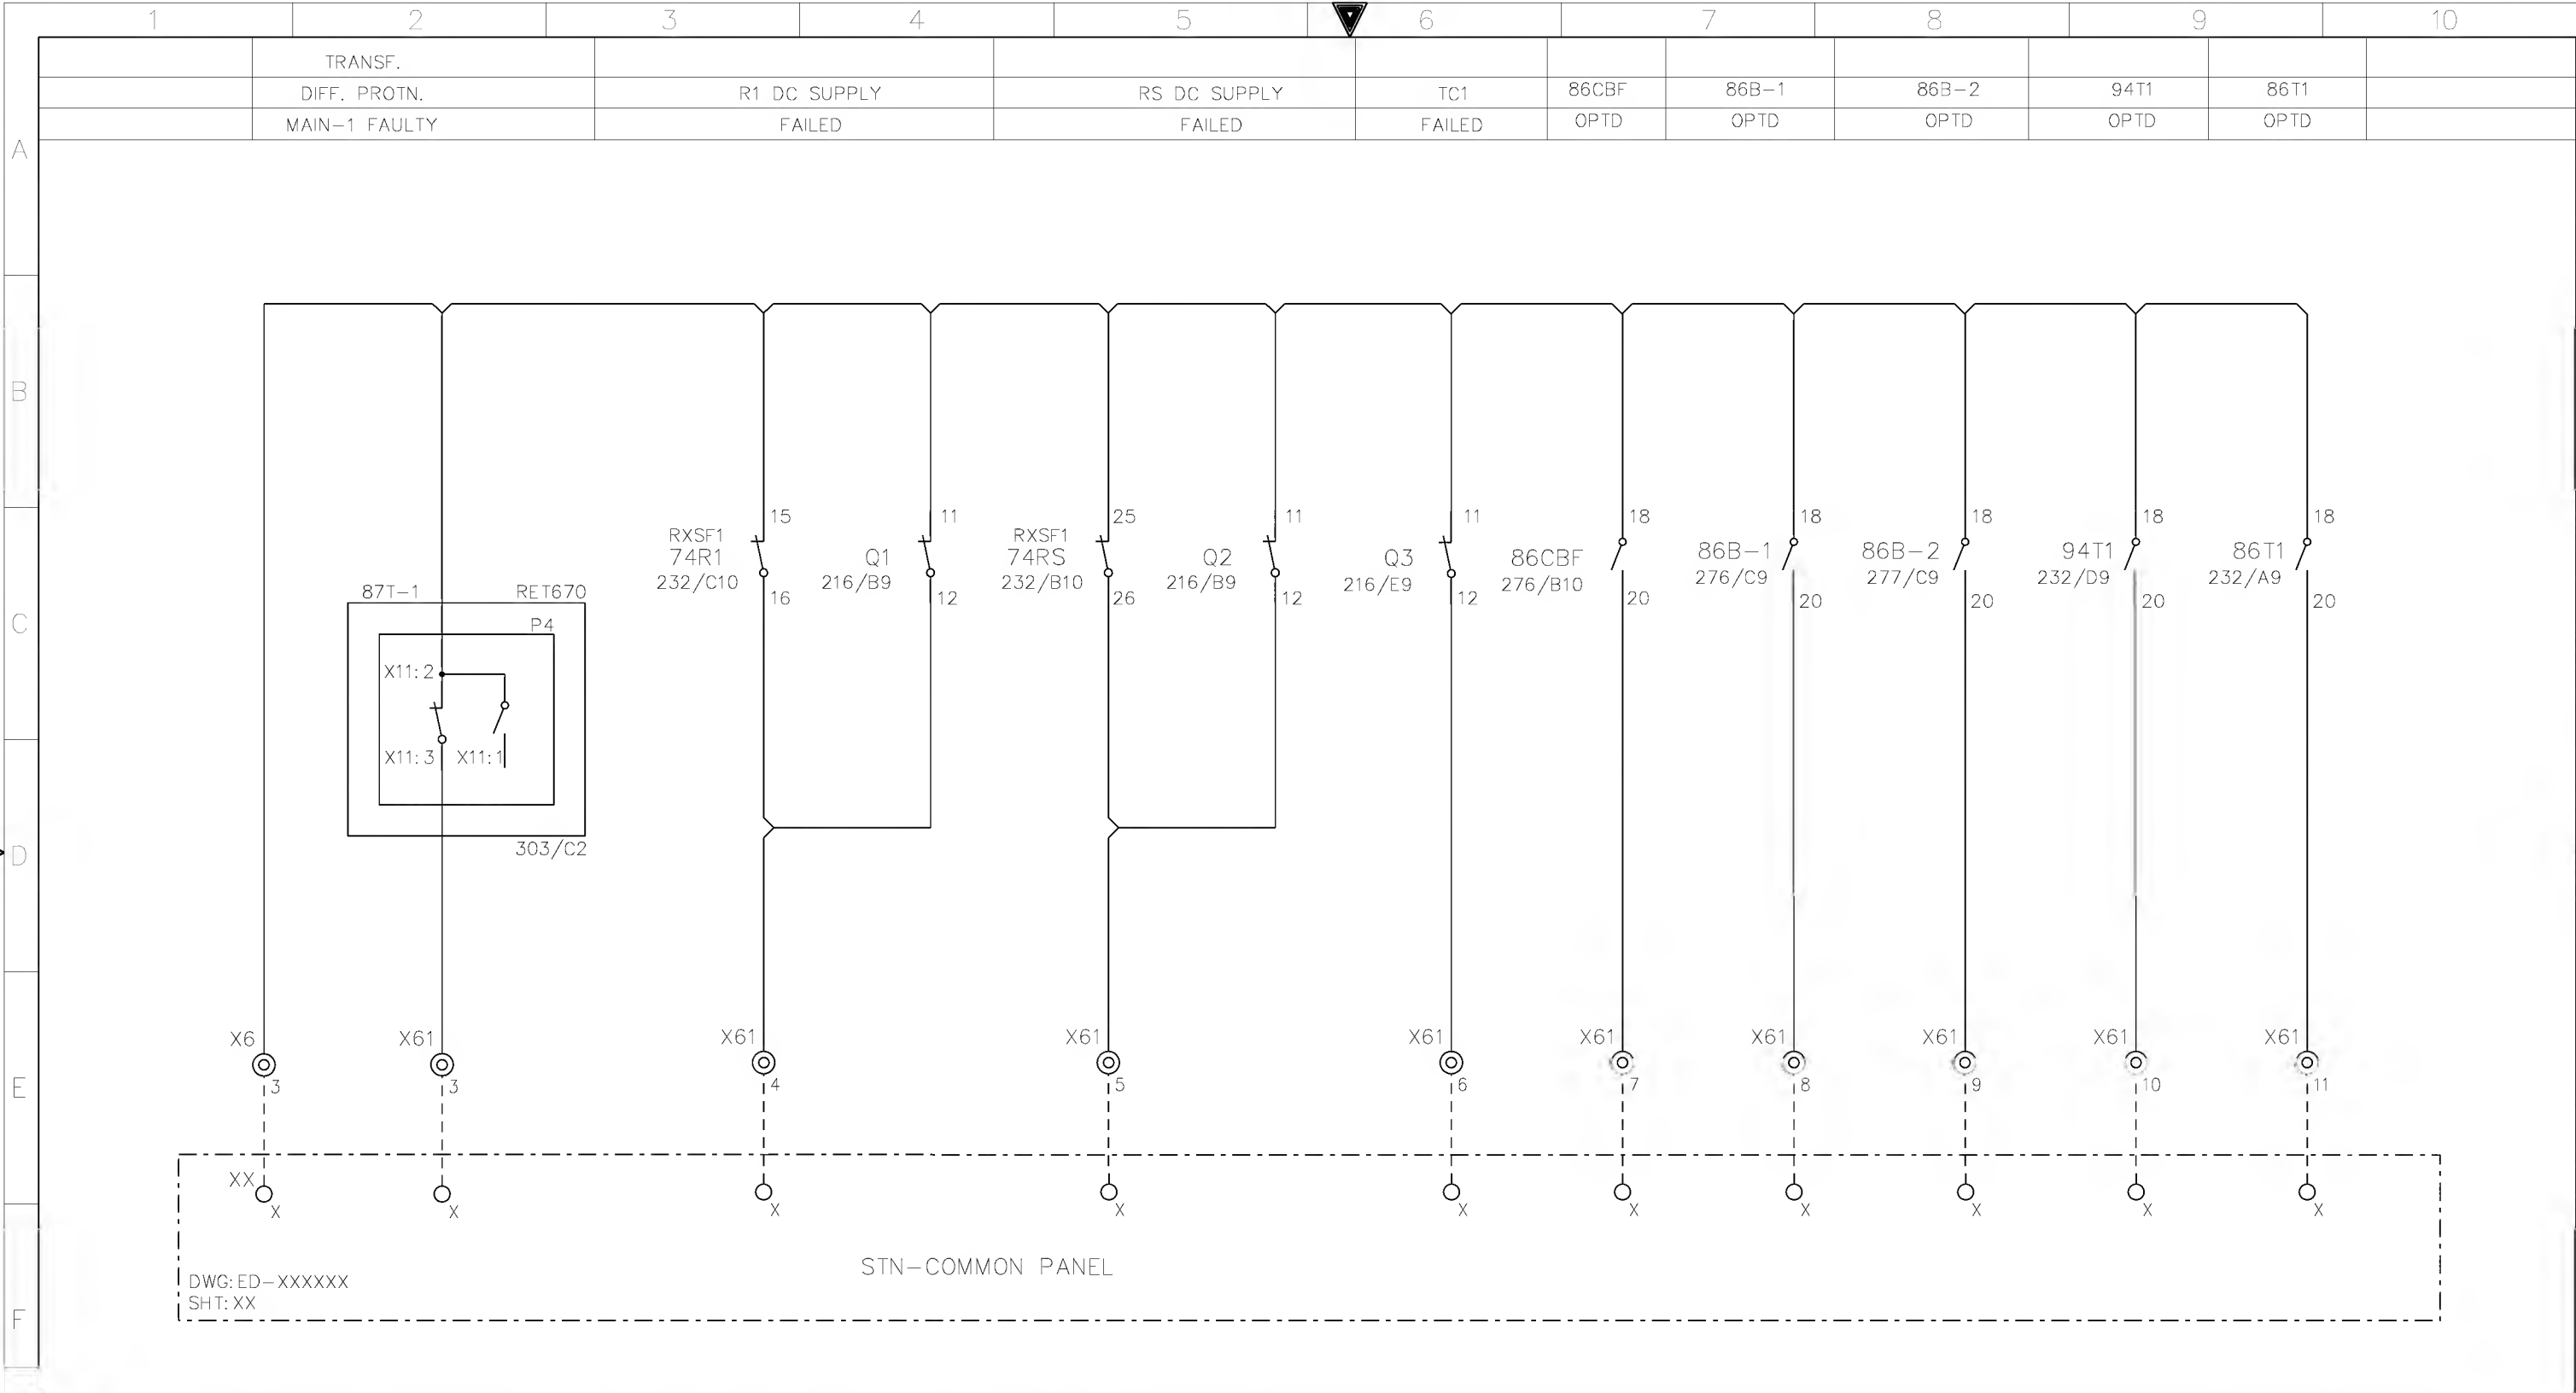 1 2 3 4 5 6 7 8 9 10
TRANSF.
DIFF. PROTN. R1 DC SUPPLY RS DC SUPPLY TC1 86CBF 86B-1 86B-2 94T1 86T1
MAIN-1 FAULTY FAILED FAILED FAILED OPTD OPTD OPTD OPTD OPTD
A
B
15 11 25 11 11 18 18 18 18 18
RXSF1 RXSF1
74R1 Q1 74RS Q2 Q3 86CBF 86B-1 86B-2 94T1 86T1
232/C10 216/B9 232/B10 216/B9 216/E9 276/B10 276/C9 277/C9 232/D9 232/A9
16 12 26 12 12 20 20 20 20 20
87T-1 RET670
C
P4
X11:2
X11:3 X11:1
303/C2
D
X6 X61 X61 X61 X61 X61 X61 X61 X61 X61
3 3 4 5 6 7 8 9 10 11
E
XX
X X X X X X X X X X
STN-COMMON PANEL
DWG:ED-XXXXXX
SHT:XX
F